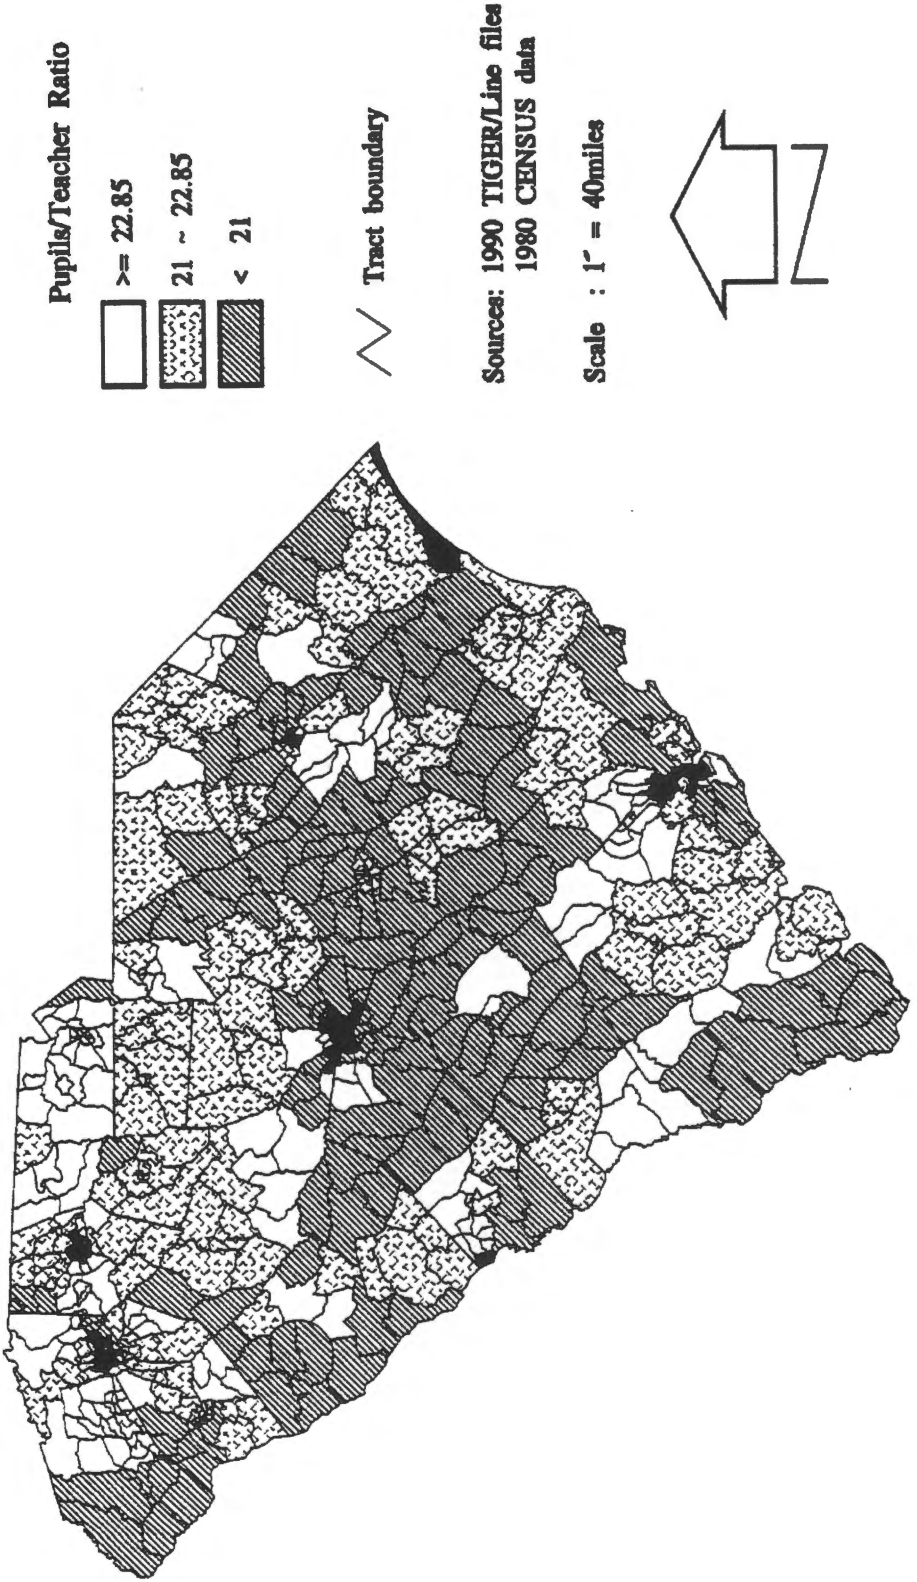 Pupils/Teacher Ratio
>= 22.85
21 ~ 22.85
< 21
Tract boundary
Sources: 1990 TIGER/Line files
1980 CENSUS data
Scale : 1" = 40miles
N